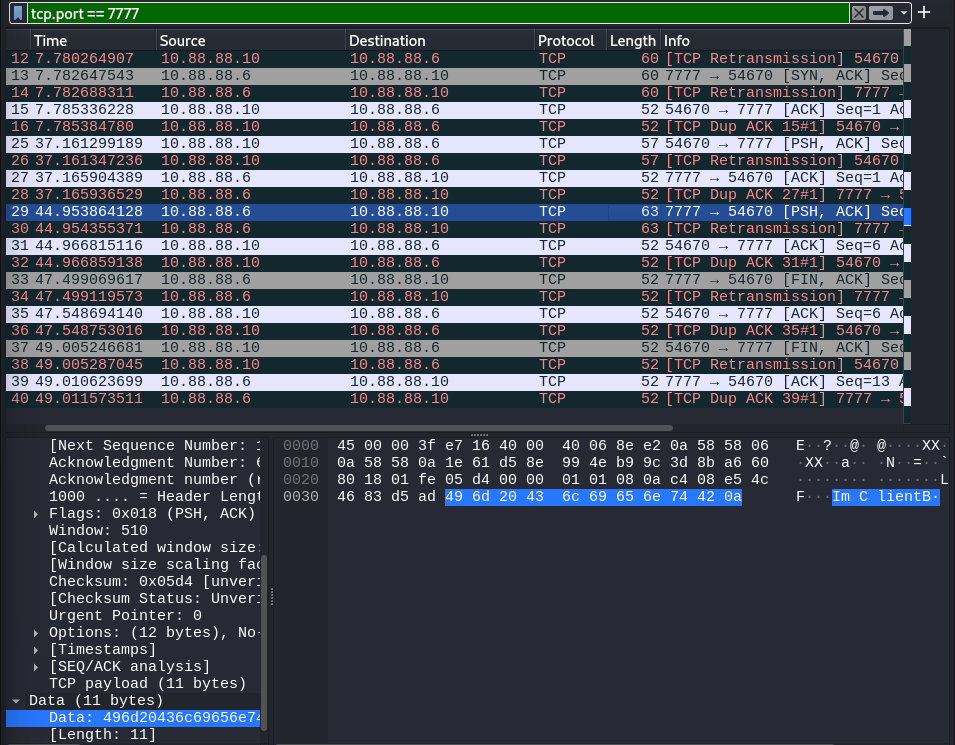 tcp.port == 7777
Time Source Destination Protocol Length Info
12 7.780264907 10.88.88.10 10.88.88.6 TCP 60 [TCP Retransmission] 54670
13 7.782647543 10.88.88.6 10.88.88.10 TCP 60 7777 → 54670 [SYN, ACK] Seq
14 7.782688311 10.88.88.6 10.88.88.10 TCP 60 [TCP Retransmission] 7777 →
15 7.785336228 10.88.88.10 10.88.88.6 TCP 52 54670 → 7777 [ACK] Seq=1 Ac
16 7.785384780 10.88.88.10 10.88.88.6 TCP 52 [TCP Dup ACK 15#1] 54670 →
25 37.161299189 10.88.88.10 10.88.88.6 TCP 57 54670 → 7777 [PSH, ACK] Seq
26 37.161347236 10.88.88.10 10.88.88.6 TCP 57 [TCP Retransmission] 54670
27 37.165904389 10.88.88.6 10.88.88.10 TCP 52 7777 → 54670 [ACK] Seq=1 Ac
28 37.165936529 10.88.88.6 10.88.88.10 TCP 52 [TCP Dup ACK 27#1] 7777 → 5
29 44.953864128 10.88.88.6 10.88.88.10 TCP 63 7777 → 54670 [PSH, ACK] Seq
30 44.954355371 10.88.88.6 10.88.88.10 TCP 63 [TCP Retransmission] 7777 →
31 44.966815116 10.88.88.10 10.88.88.6 TCP 52 54670 → 7777 [ACK] Seq=6 Ac
32 44.966859138 10.88.88.10 10.88.88.6 TCP 52 [TCP Dup ACK 31#1] 54670 →
33 47.499069617 10.88.88.6 10.88.88.10 TCP 52 7777 → 54670 [FIN, ACK] Seq
34 47.499119573 10.88.88.6 10.88.88.10 TCP 52 [TCP Retransmission] 7777 →
35 47.548694140 10.88.88.10 10.88.88.6 TCP 52 54670 → 7777 [ACK] Seq=6 Ac
36 47.548753016 10.88.88.10 10.88.88.6 TCP 52 [TCP Dup ACK 35#1] 54670 →
37 49.005246681 10.88.88.10 10.88.88.6 TCP 52 54670 → 7777 [FIN, ACK] Seq
38 49.005287045 10.88.88.10 10.88.88.6 TCP 52 [TCP Retransmission] 54670
39 49.010623699 10.88.88.6 10.88.88.10 TCP 52 7777 → 54670 [ACK] Seq=13 A
40 49.011573511 10.88.88.6 10.88.88.10 TCP 52 [TCP Dup ACK 39#1] 7777 → 5
[Next Sequence Number: 1
Acknowledgment Number: 6
Acknowledgment number (r
1000 .... = Header Lengt
Flags: 0x018 (PSH, ACK)
Window: 510
[Calculated window size:
[Window size scaling fac
Checksum: 0x05d4 [unveri
[Checksum Status: Unveri
Urgent Pointer: 0
Options: (12 bytes), No-
[Timestamps]
[SEQ/ACK analysis]
TCP payload (11 bytes)
Data (11 bytes)
Data: 496d20436c69656e74
[Length: 11]
0000 45 00 00 3f e7 16 40 00 40 06 8e e2 0a 58 58 06 E··?··@· @····XX·
0010 0a 58 58 0a 1e 61 d5 8e 99 4e b9 9c 3d 8b a6 60 ·XX··a·· ·N··=··`
0020 80 18 01 fe 05 d4 00 00 01 01 08 0a c4 08 e5 4c ········ ·······L
0030 46 83 d5 ad 49 6d 20 43 6c 69 65 6e 74 42 0a F···Im C lientB·